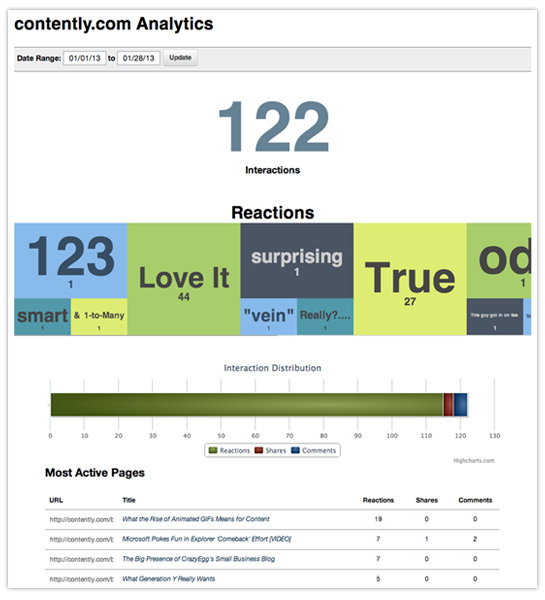 contently.com Analytics
Date Range: 01/01/13 to 01/28/13 Update
122
Interactions
Reactions
123
1
Love It
44
surprising
1
True
27
od
1
smart
1
& 1-to-Many
1
"vein"
1
Really?....
1
This guy got in on
1
Interaction Distribution
0 10 20 30 40 50 60 70 80 90 100 110 120 130
Reactions Shares Comments
Highcharts.com
Most Active Pages
URL Title Reactions Shares Comments
http://contently.com/t What the Rise of Animated GIFs Means for Content 19 0 0
http://contently.com/t Microsoft Pokes Fun in Explorer 'Comeback' Effort [VIDEO] 7 1 2
http://contently.com/t The Big Presence of CrazyEgg's Small Business Blog 7 0 0
http://contently.com/t What Generation Y Really Wants 5 0 0